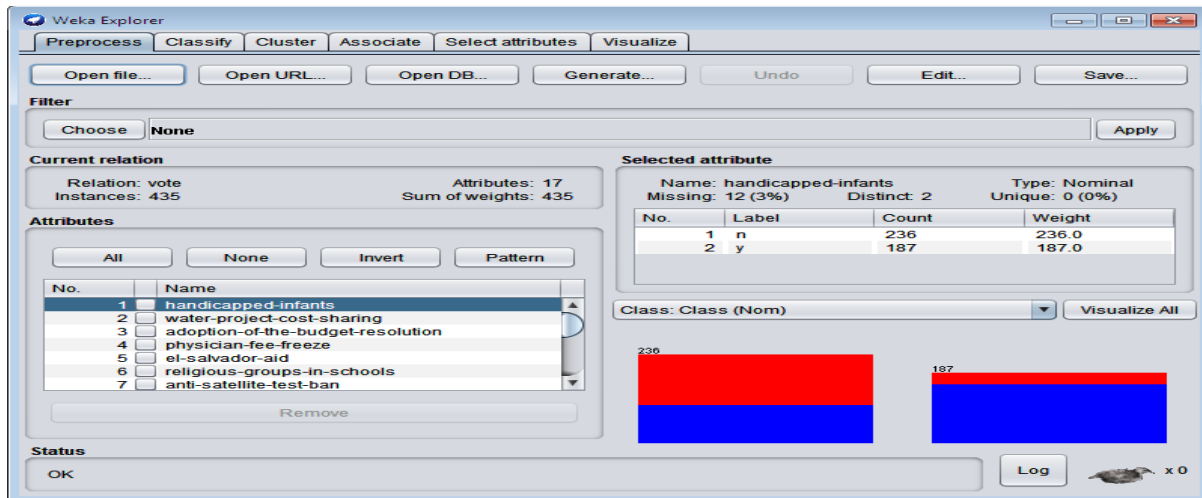 Weka Explorer
Preprocess Classify Cluster Associate Select attributes Visualize
Open file... Open URL... Open DB... Generate... Undo Edit... Save...
Filter
Choose None Apply
Current relation
Relation: vote Attributes: 17
Instances: 435 Sum of weights: 435
Attributes
All None Invert Pattern
No. Name
1 handicapped-infants
2 water-project-cost-sharing
3 adoption-of-the-budget-resolution
4 physician-fee-freeze
5 el-salvador-aid
6 religious-groups-in-schools
7 anti-satellite-test-ban
Remove
Selected attribute
Name: handicapped-infants Type: Nominal
Missing: 12 (3%) Distinct: 2 Unique: 0 (0%)
No. Label Count Weight
1 n 236 236.0
2 y 187 187.0
Class: Class (Nom) Visualize All
236
187
Status
OK
Log x 0